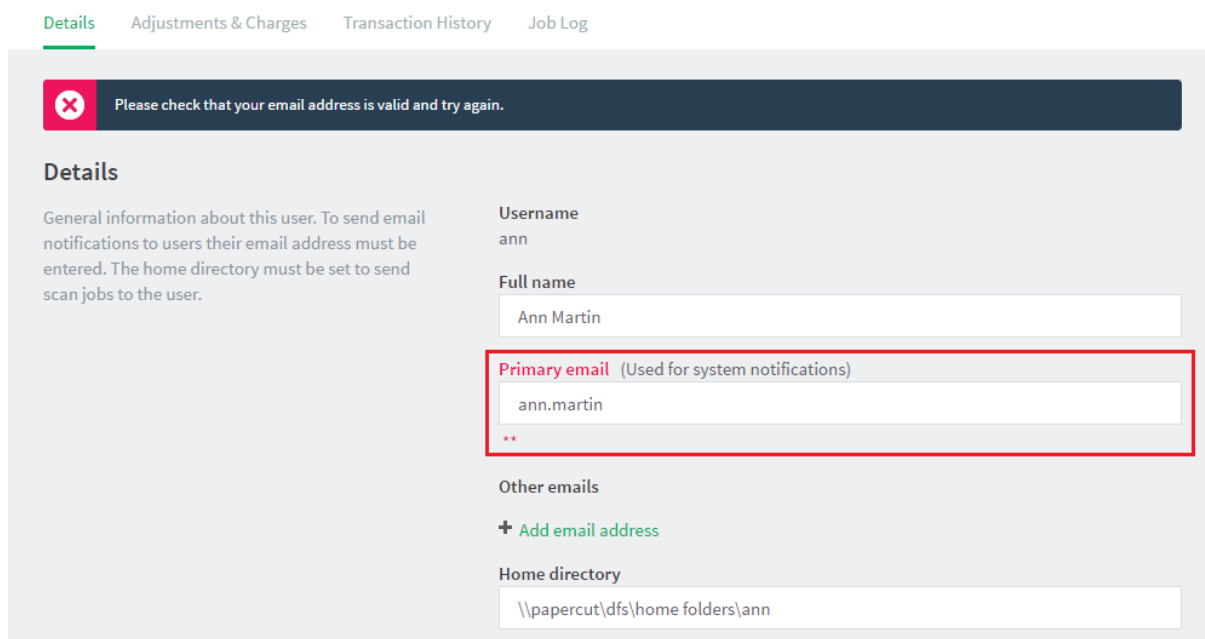 Details Adjustments & Charges Transaction History Job Log
Please check that your email address is valid and try again.
Details
General information about this user. To send email
notifications to users their email address must be
entered. The home directory must be set to send
scan jobs to the user.
Username
ann
Full name
Ann Martin
Primary email (Used for system notifications)
ann.martin
**
Other emails
+ Add email address
Home directory
\\papercut\dfs\home folders\ann